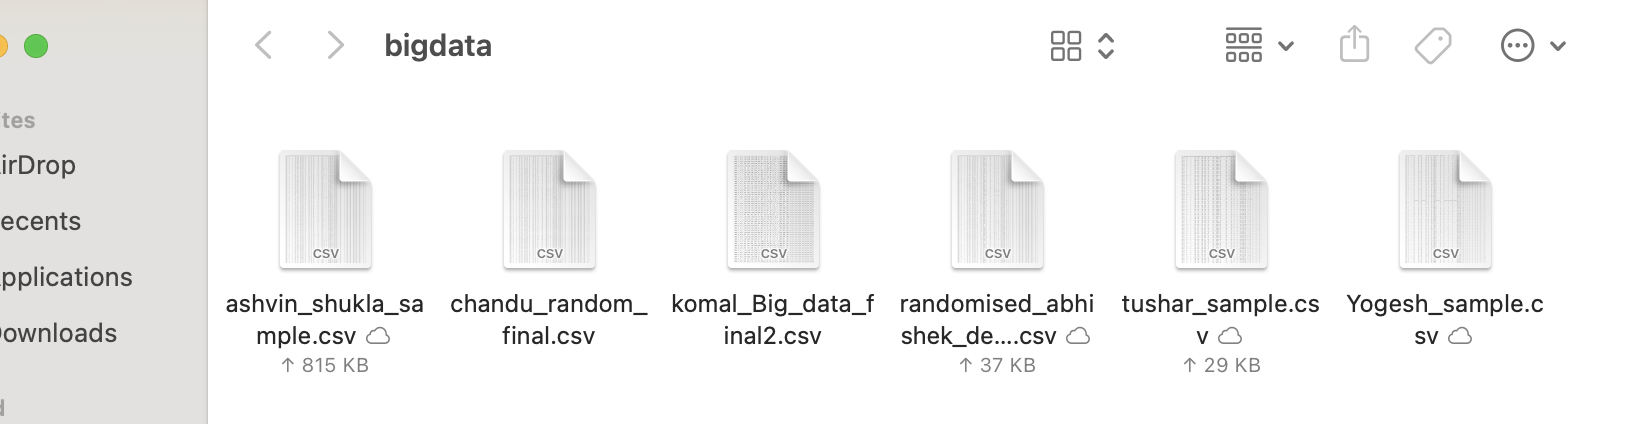 bigdata
tes
irDrop
ecents
pplications
ownloads
CSV
CSV
CSV
CSV
CSV
CSV
ashvin_shukla_sa
mple.csv
↑ 815 KB
chandu_random_
final.csv
komal_Big_data_f
inal2.csv
randomised_abhi
shek_de....csv
↑ 37 KB
tushar_sample.cs
v
↑ 29 KB
Yogesh_sample.c
sv